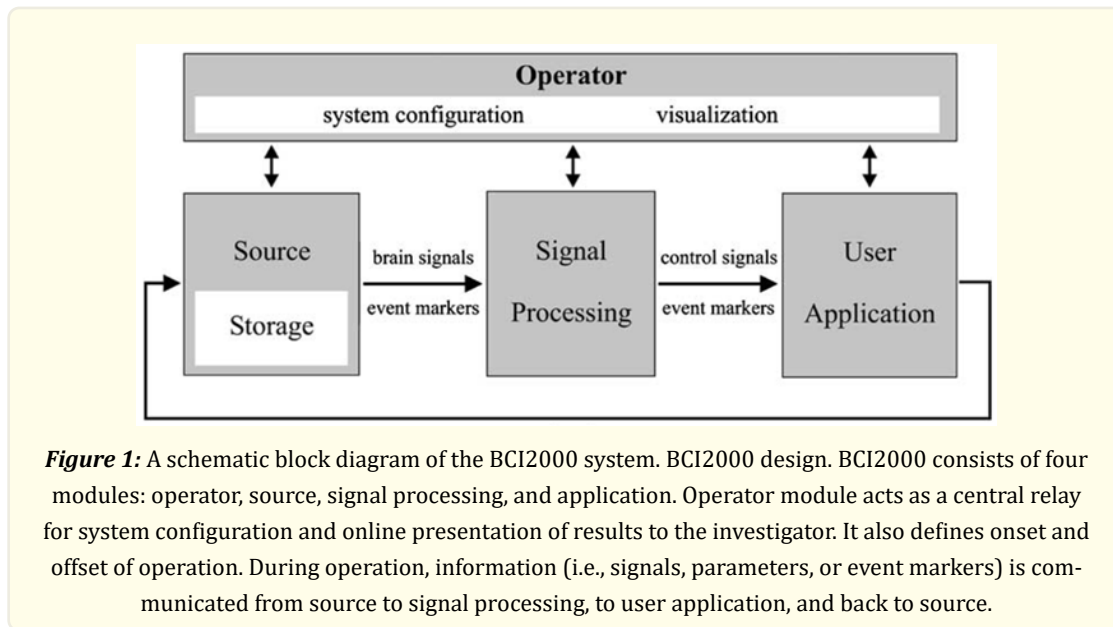 Operator
system configuration visualization
Source
Storage
brain signals
event markers
Signal
Processing
control signals
event markers
User
Application
Figure 1: A schematic block diagram of the BCI2000 system. BCI2000 design. BCI2000 consists of four
modules: operator, source, signal processing, and application. Operator module acts as a central relay
for system configuration and online presentation of results to the investigator. It also defines onset and
offset of operation. During operation, information (i.e., signals, parameters, or event markers) is com-
municated from source to signal processing, to user application, and back to source.